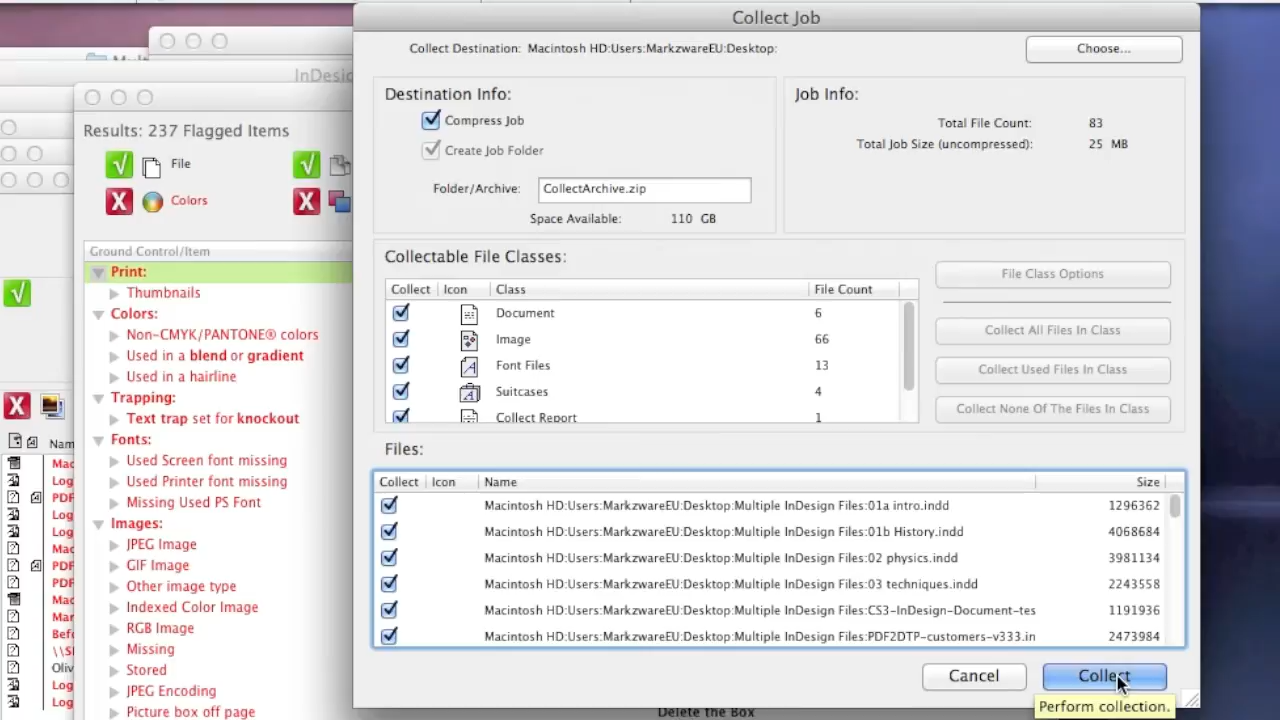 Collect Job
Collect Destination: Macintosh HD:Users:MarkzwareEU:Desktop:
Choose...
Destination Info:
Compress Job
Create Job Folder
Folder/Archive: CollectArchive.zip
Space Available: 110 GB
Job Info:
Total File Count: 83
Total Job Size (uncompressed): 25 MB
Collectable File Classes:
Collect Icon Class File Count
Document 6
Image 66
Font Files 13
Suitcases 4
Collect Report 1
File Class Options
Collect All Files In Class
Collect Used Files In Class
Collect None Of The Files In Class
Files:
Collect Icon Name Size
Macintosh HD:Users:MarkzwareEU:Desktop:Multiple InDesign Files:01a intro.indd 1296362
Macintosh HD:Users:MarkzwareEU:Desktop:Multiple InDesign Files:01b History.indd 4068684
Macintosh HD:Users:MarkzwareEU:Desktop:Multiple InDesign Files:02 physics.indd 3981134
Macintosh HD:Users:MarkzwareEU:Desktop:Multiple InDesign Files:03 techniques.indd 2243558
Macintosh HD:Users:MarkzwareEU:Desktop:Multiple InDesign Files:CS3-InDesign-Document-tes 1191936
Macintosh HD:Users:MarkzwareEU:Desktop:Multiple InDesign Files:PDF2DTP-customers-v333.in 2473984
Cancel
Collect
Perform collection.
Delete the Box
InDesig
Results: 237 Flagged Items
File
Colors
Ground Control/Item
Print:
Thumbnails
Colors:
Non-CMYK/PANTONE® colors
Used in a blend or gradient
Used in a hairline
Trapping:
Text trap set for knockout
Fonts:
Used Screen font missing
Used Printer font missing
Missing Used PS Font
Images:
JPEG Image
GIF Image
Other image type
Indexed Color Image
RGB Image
Missing
Stored
JPEG Encoding
Picture box off page
Nam
Mac
Log
PDF
Log
Log
Mac
PDF
PDF
Mac
Mar
Bef
Oliv
Log
Log